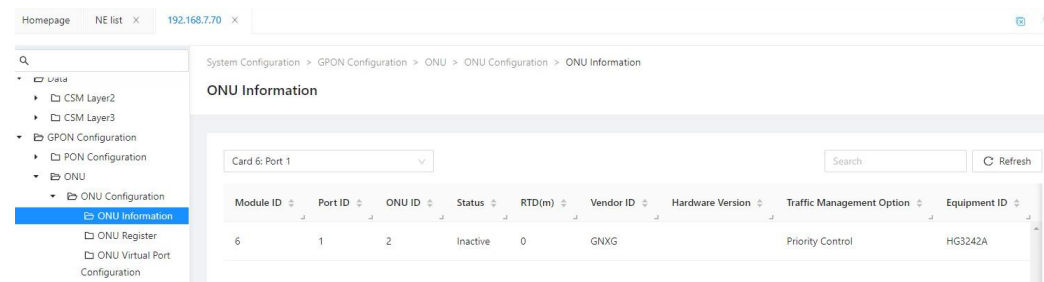 Homepage NE list × 192.168.7.70 ×
System Configuration > GPON Configuration > ONU > ONU Configuration > ONU Information
ONU Information
Data
CSM Layer2
CSM Layer3
GPON Configuration
PON Configuration
ONU
ONU Configuration
ONU Information
ONU Register
ONU Virtual Port
Configuration
Card 6: Port 1 Search Refresh
Module ID Port ID ONU ID Status RTD(m) Vendor ID Hardware Version Traffic Management Option Equipment ID
6 1 2 Inactive 0 GNXG Priority Control HG3242A